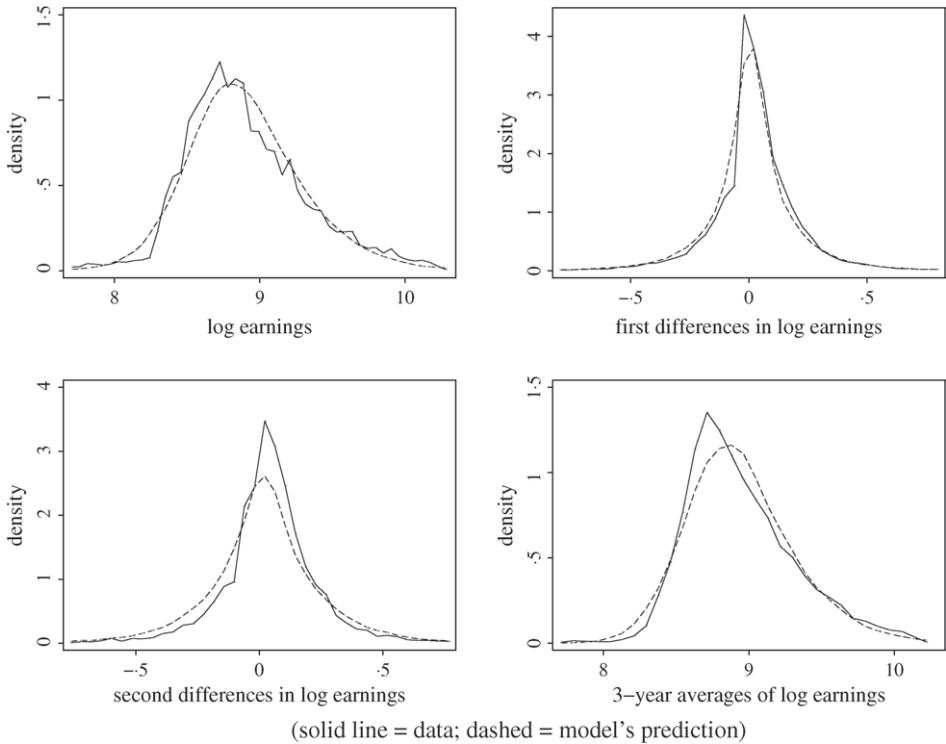 1·5
1
·5
0
density
8 9 10
log earnings
4
3
2
1
0
density
−·5 0 ·5
first differences in log earnings
4
3
2
1
0
density
−·5 0 ·5
second differences in log earnings
1·5
1
·5
0
density
8 9 10
3−year averages of log earnings
(solid line = data; dashed = model's prediction)